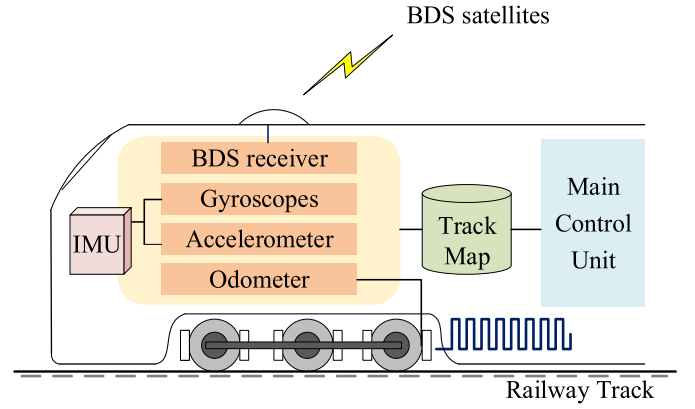 BDS satellites
BDS receiver
Gyroscopes
Accelerometer
Odometer
IMU
Track
Map
Main
Control
Unit
Railway Track